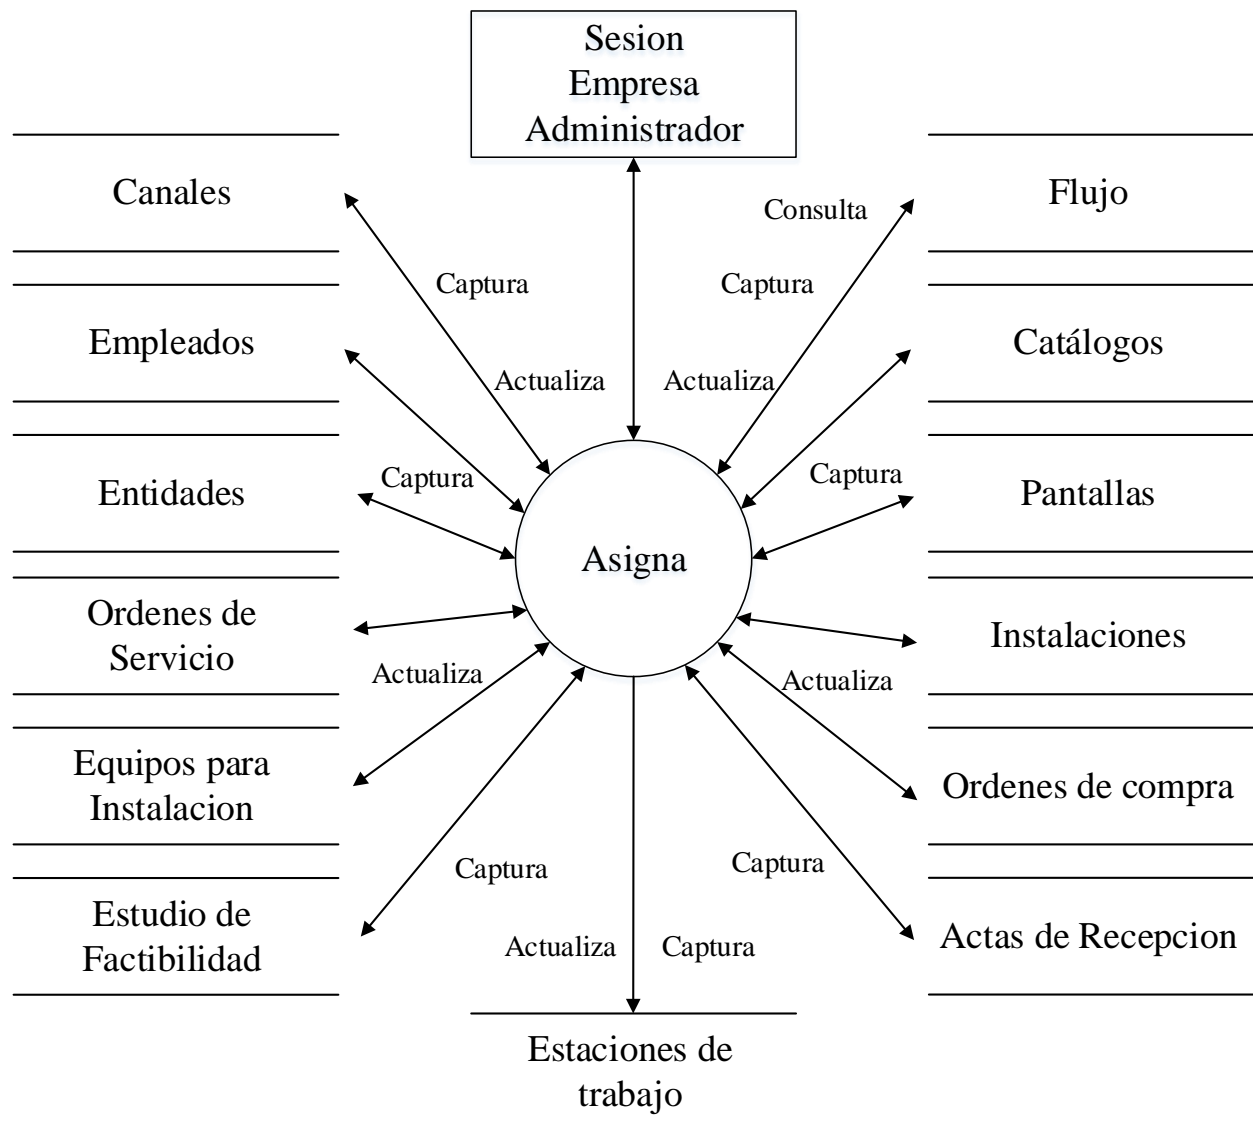 Sesion
Empresa
Administrador
Canales
Consulta
Flujo
Captura
Captura
Empleados
Catálogos
Actualiza
Actualiza
Entidades
Captura
Captura
Pantallas
Asigna
Ordenes de
Servicio
Instalaciones
Actualiza
Actualiza
Equipos para
Instalacion
Ordenes de compra
Captura
Captura
Estudio de
Factibilidad
Actas de Recepcion
Actualiza
Captura
Estaciones de
trabajo